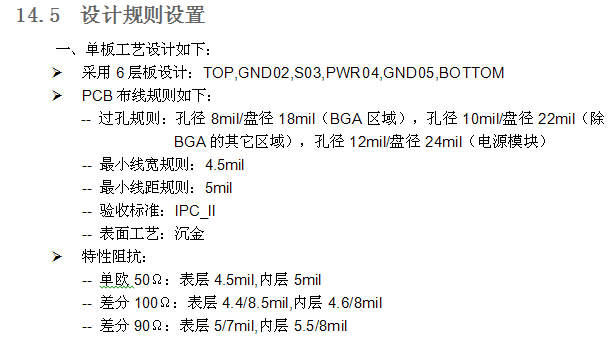 14.5 设计规则设置
一、单板工艺设计如下：
➢ 采用6层板设计：TOP,GND02,S03,PWR04,GND05,BOTTOM
➢ PCB布线规则如下：
-- 过孔规则：孔径 8mil/盘径 18mil（BGA 区域），孔径 10mil/盘径 22mil（除
BGA 的其它区域），孔径 12mil/盘径 24mil（电源模块）
-- 最小线宽规则：4.5mil
-- 最小线距规则：5mil
-- 验收标准：IPC_II
-- 表面工艺：沉金
➢ 特性阻抗：
-- 单欧 50Ω：表层 4.5mil,内层 5mil
-- 差分 100Ω：表层 4.4/8.5mil,内层 4.6/8mil
-- 差分 90Ω：表层 5/7mil,内层 5.5/8mil